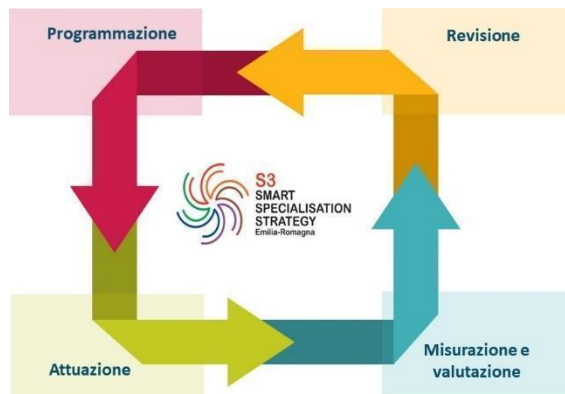 Programmazione
Revisione
S3
SMART
SPECIALISATION
STRATEGY
Emilia-Romagna
Attuazione
Misurazione e
valutazione